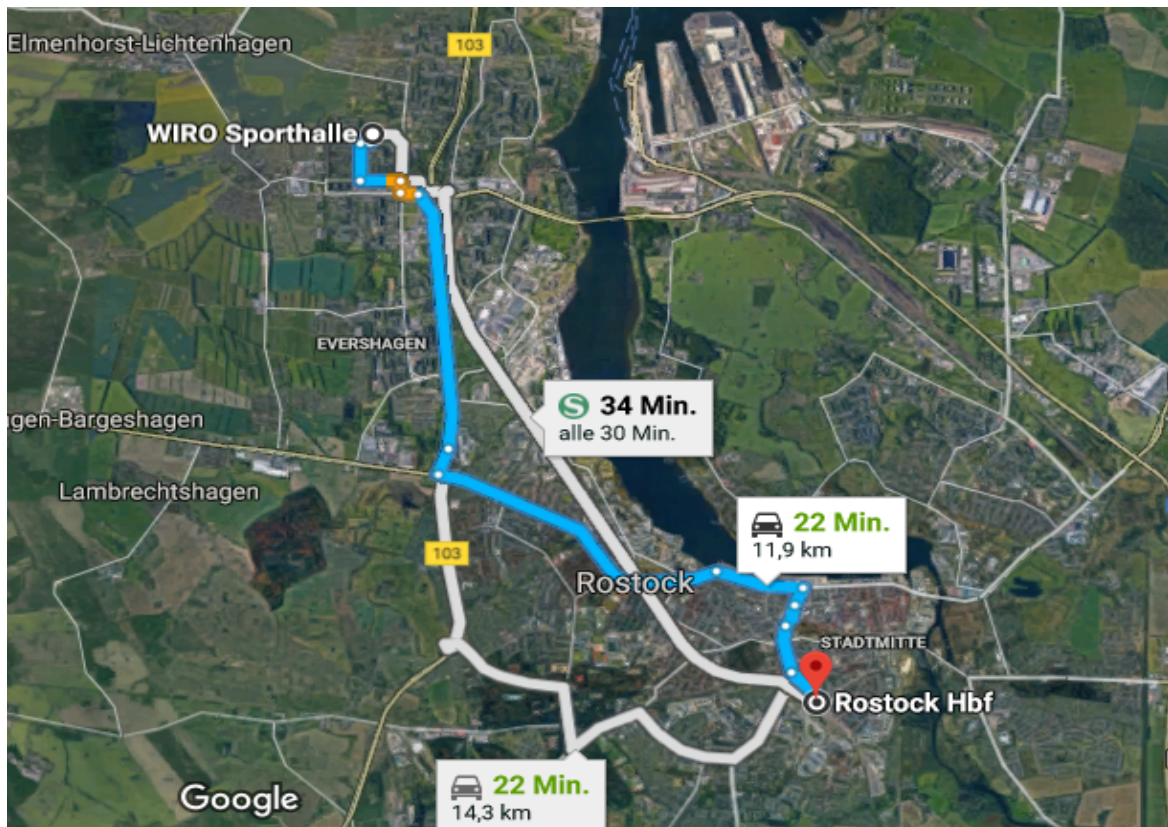 Elmenhorst-Lichtenhagen
103
WIRO Sporthalle
EVERSHAGEN
S 34 Min.
alle 30 Min.
gen-Bargeshagen
Lambrechtshagen
22 Min.
11,9 km
103
Rostock
STADTMITTE
Rostock Hbf
22 Min.
14,3 km
Google